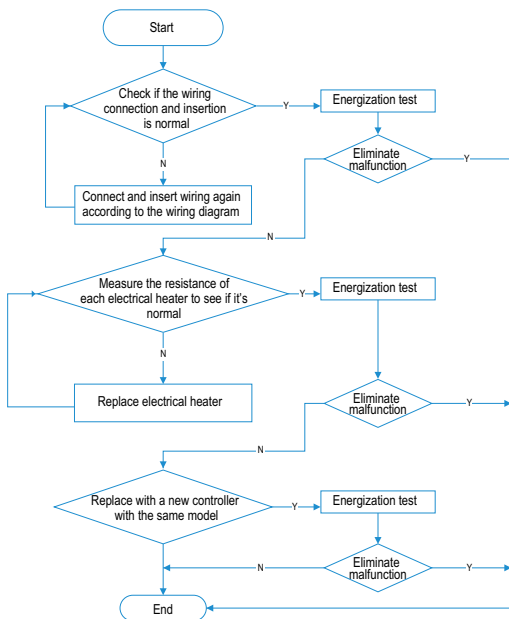 Start
Check if the wiring
connection and insertion
is normal
Y
Energization test
N
Eliminate
malfunction
Y
Connect and insert wiring again
according to the wiring diagram
N
Measure the resistance of
each electrical heater to see if it's
normal
Y
Energization test
N
Replace electrical heater
Eliminate
malfunction
Y
N
Replace with a new controller
with the same model
Y
Energization test
N
Eliminate
malfunction
Y
End